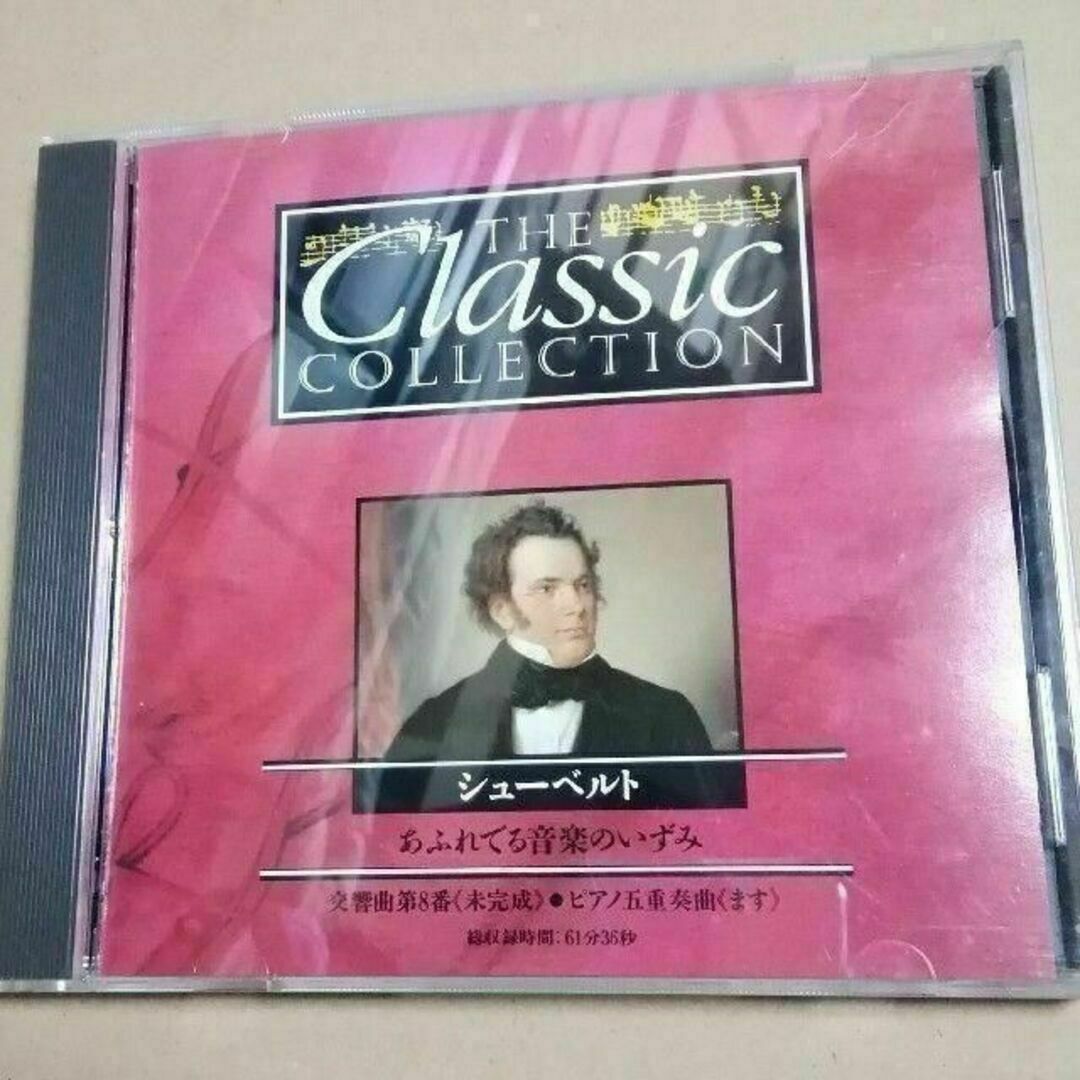 THE
Classic
COLLECTION
シューベルト
あふれでる音楽のいずみ
交響曲第8番《未完成》●ピアノ五重奏曲《ます》
総収録時間:61分36秒